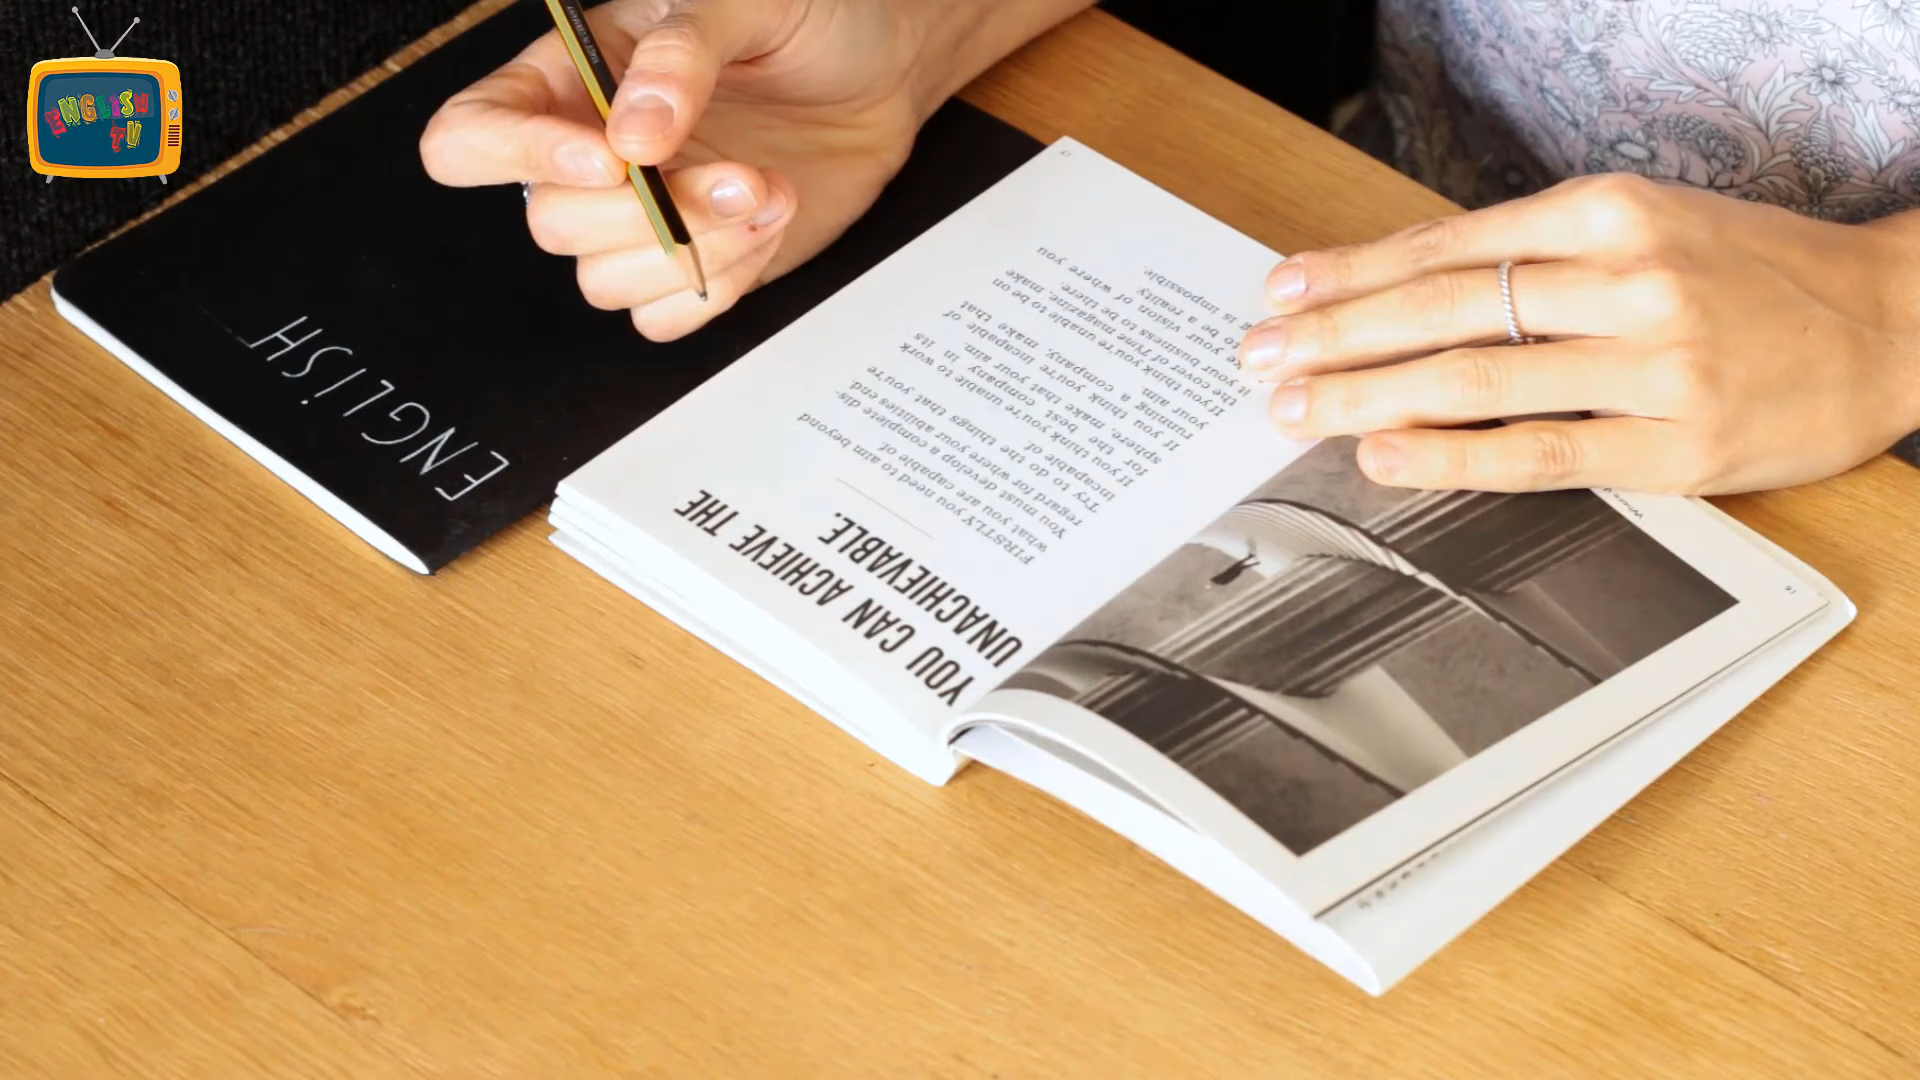 ENGLISH
TV
ENGLISH
MADE IN GERMANY
YOU CAN ACHIEVE THE
UNACHIEVABLE.
FIRSTLY you need to aim beyond
what you are capable of.
You must develop a complete dis-
regard for where your abilities end.
Try to do the things that you're
incapable of.
If you think you're unable to work
for the best company in its
sphere, make that your aim.
If you think you're incapable of
running a company, make that
your aim.
If you think you're unable to be on
the cover of Time magazine, make
it your business to be there.
your vision of where you
to be a reality.
is impossible.
17
16